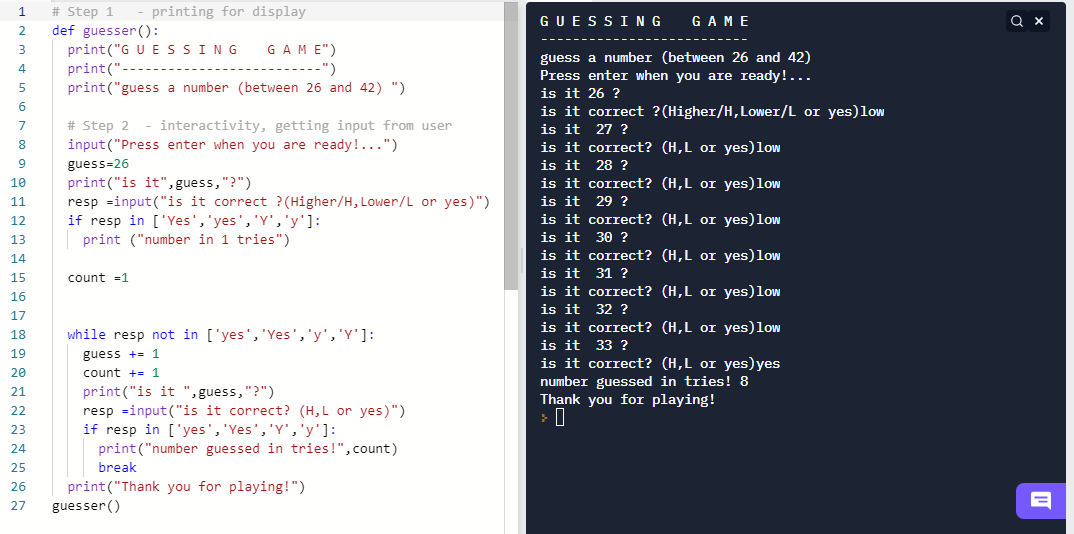 1 # Step 1   - printing for display
2 def guesser():
3   print("G U E S S I N G    G A M E")
4   print("--------------------------")
5   print("guess a number (between 26 and 42) ")
6
7   # Step 2  - interactivity, getting input from user
8   input("Press enter when you are ready!...")
9   guess=26
10   print("is it",guess,"?")
11   resp =input("is it correct ?(Higher/H,Lower/L or yes)")
12   if resp in ['Yes','yes','Y','y']:
13     print ("number in 1 tries")
14
15   count =1
16
17
18   while resp not in ['yes','Yes','y','Y']:
19     guess += 1
20     count += 1
21     print("is it ",guess,"?")
22     resp =input("is it correct? (H,L or yes)")
23     if resp in ['yes','Yes','Y','y']:
24       print("number guessed in tries!",count)
25       break
26   print("Thank you for playing!")
27 guesser()
G U E S S I N G    G A M E
--------------------------
guess a number (between 26 and 42)
Press enter when you are ready!...
is it 26 ?
is it correct ?(Higher/H,Lower/L or yes)low
is it  27 ?
is it correct? (H,L or yes)low
is it  28 ?
is it correct? (H,L or yes)low
is it  29 ?
is it correct? (H,L or yes)low
is it  30 ?
is it correct? (H,L or yes)low
is it  31 ?
is it correct? (H,L or yes)low
is it  32 ?
is it correct? (H,L or yes)low
is it  33 ?
is it correct? (H,L or yes)yes
number guessed in tries! 8
Thank you for playing!